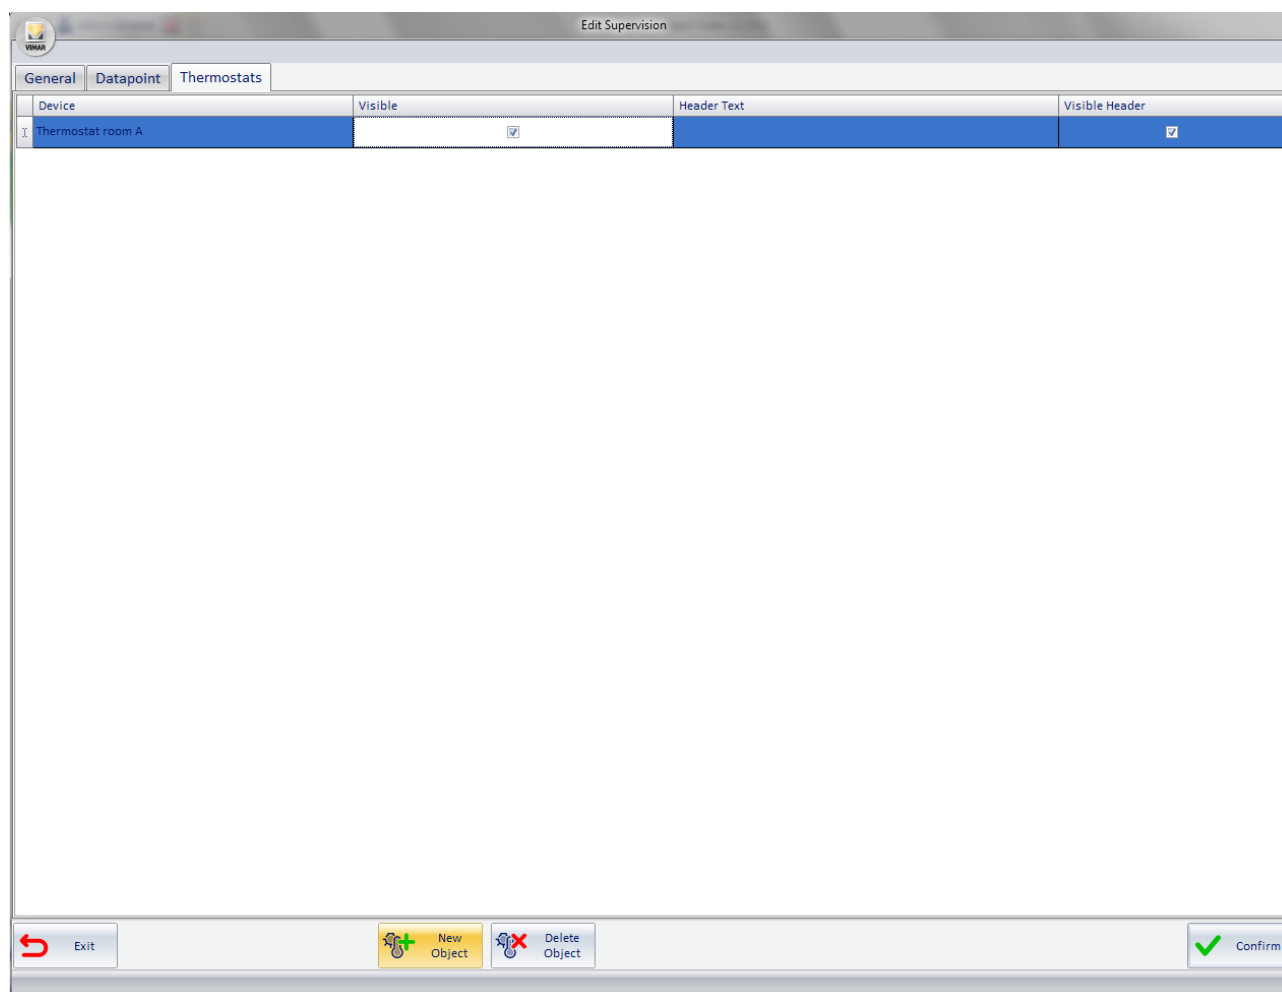 Edit Supervision
VIMAR
General Datapoint Thermostats
Device Visible Header Text Visible Header
Thermostat room A
Exit New Object Delete Object Confirm